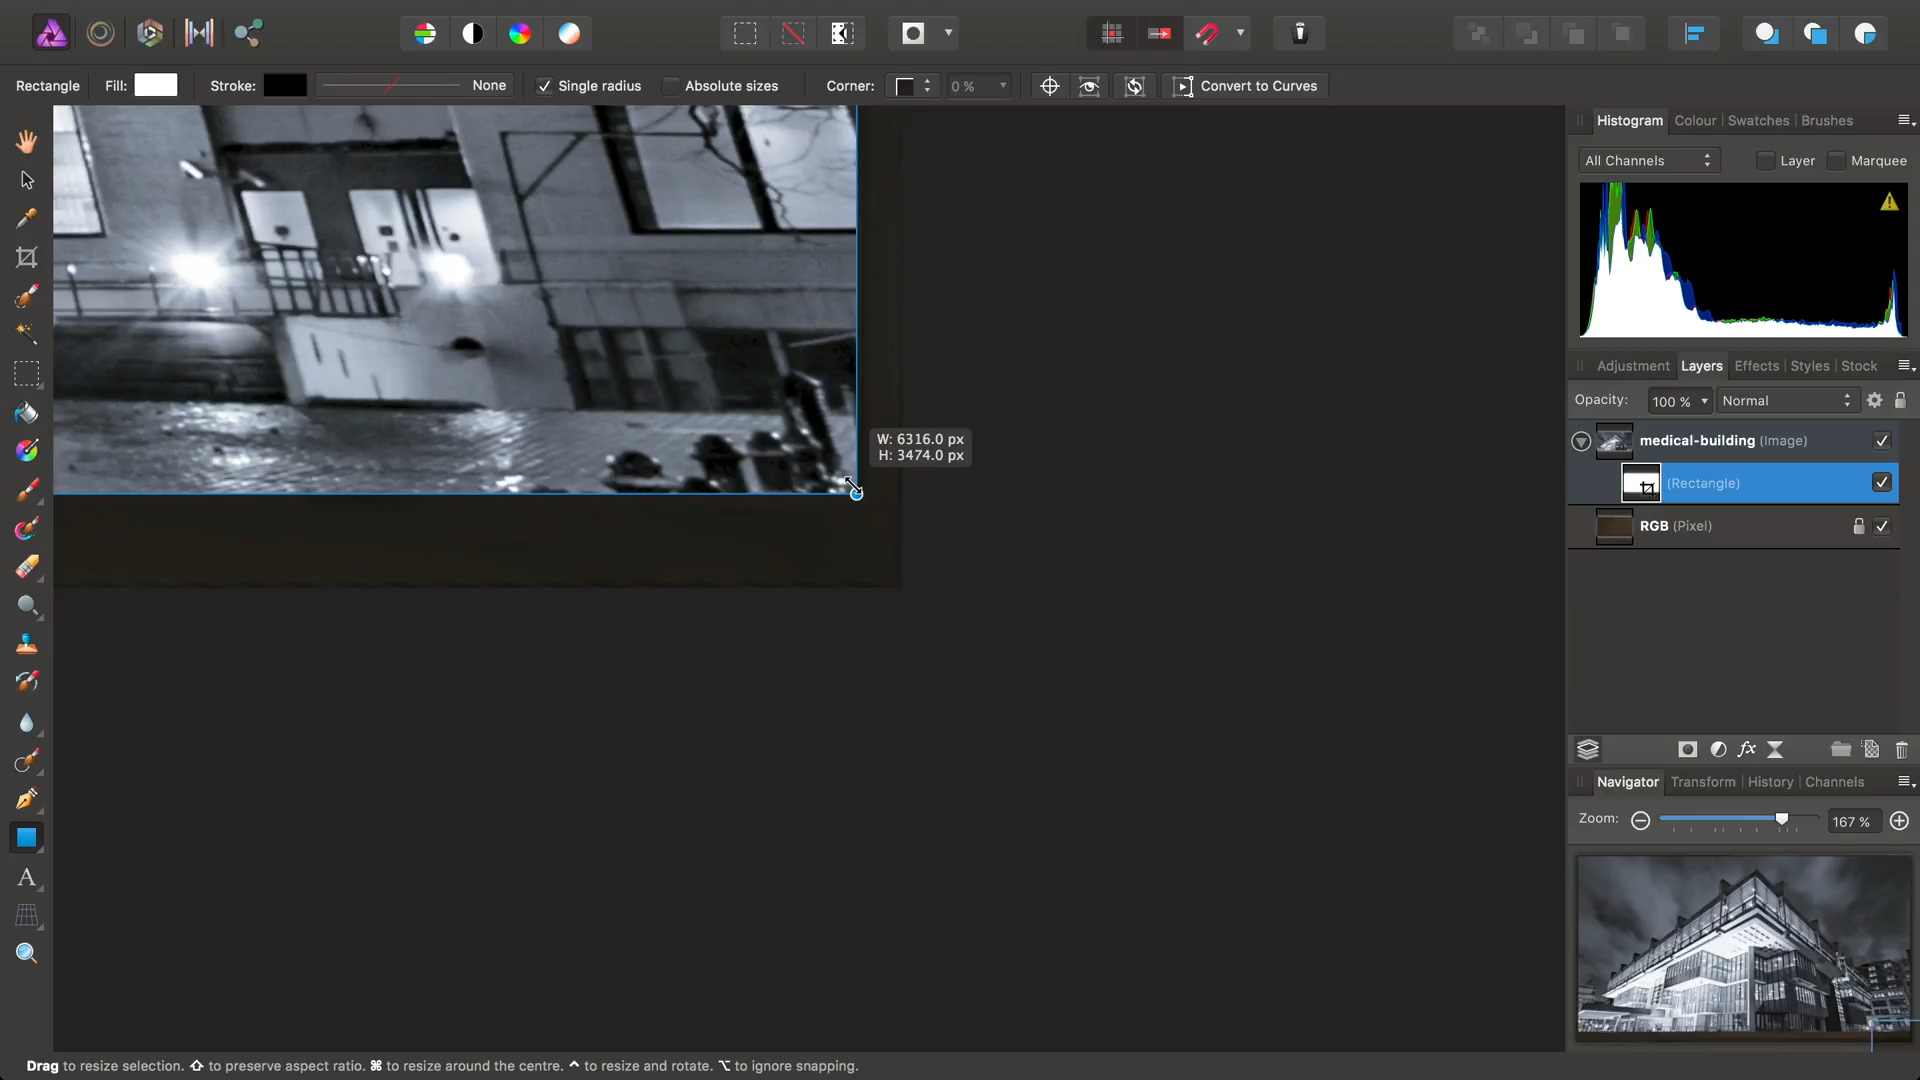 Rectangle Fill: Stroke: None Single radius Absolute sizes Corner: 0 % Convert to Curves
W: 6316.0 px
H: 3474.0 px
Histogram Colour Swatches Brushes
All Channels Layer Marquee
Adjustment Layers Effects Styles Stock
Opacity: 100 % Normal
medical-building (Image)
(Rectangle)
RGB (Pixel)
fx
Navigator Transform History Channels
Zoom: 167 %
A
Drag to resize selection. ⇧ to preserve aspect ratio. ⌘ to resize around the centre. ^ to resize and rotate. ⌥ to ignore snapping.